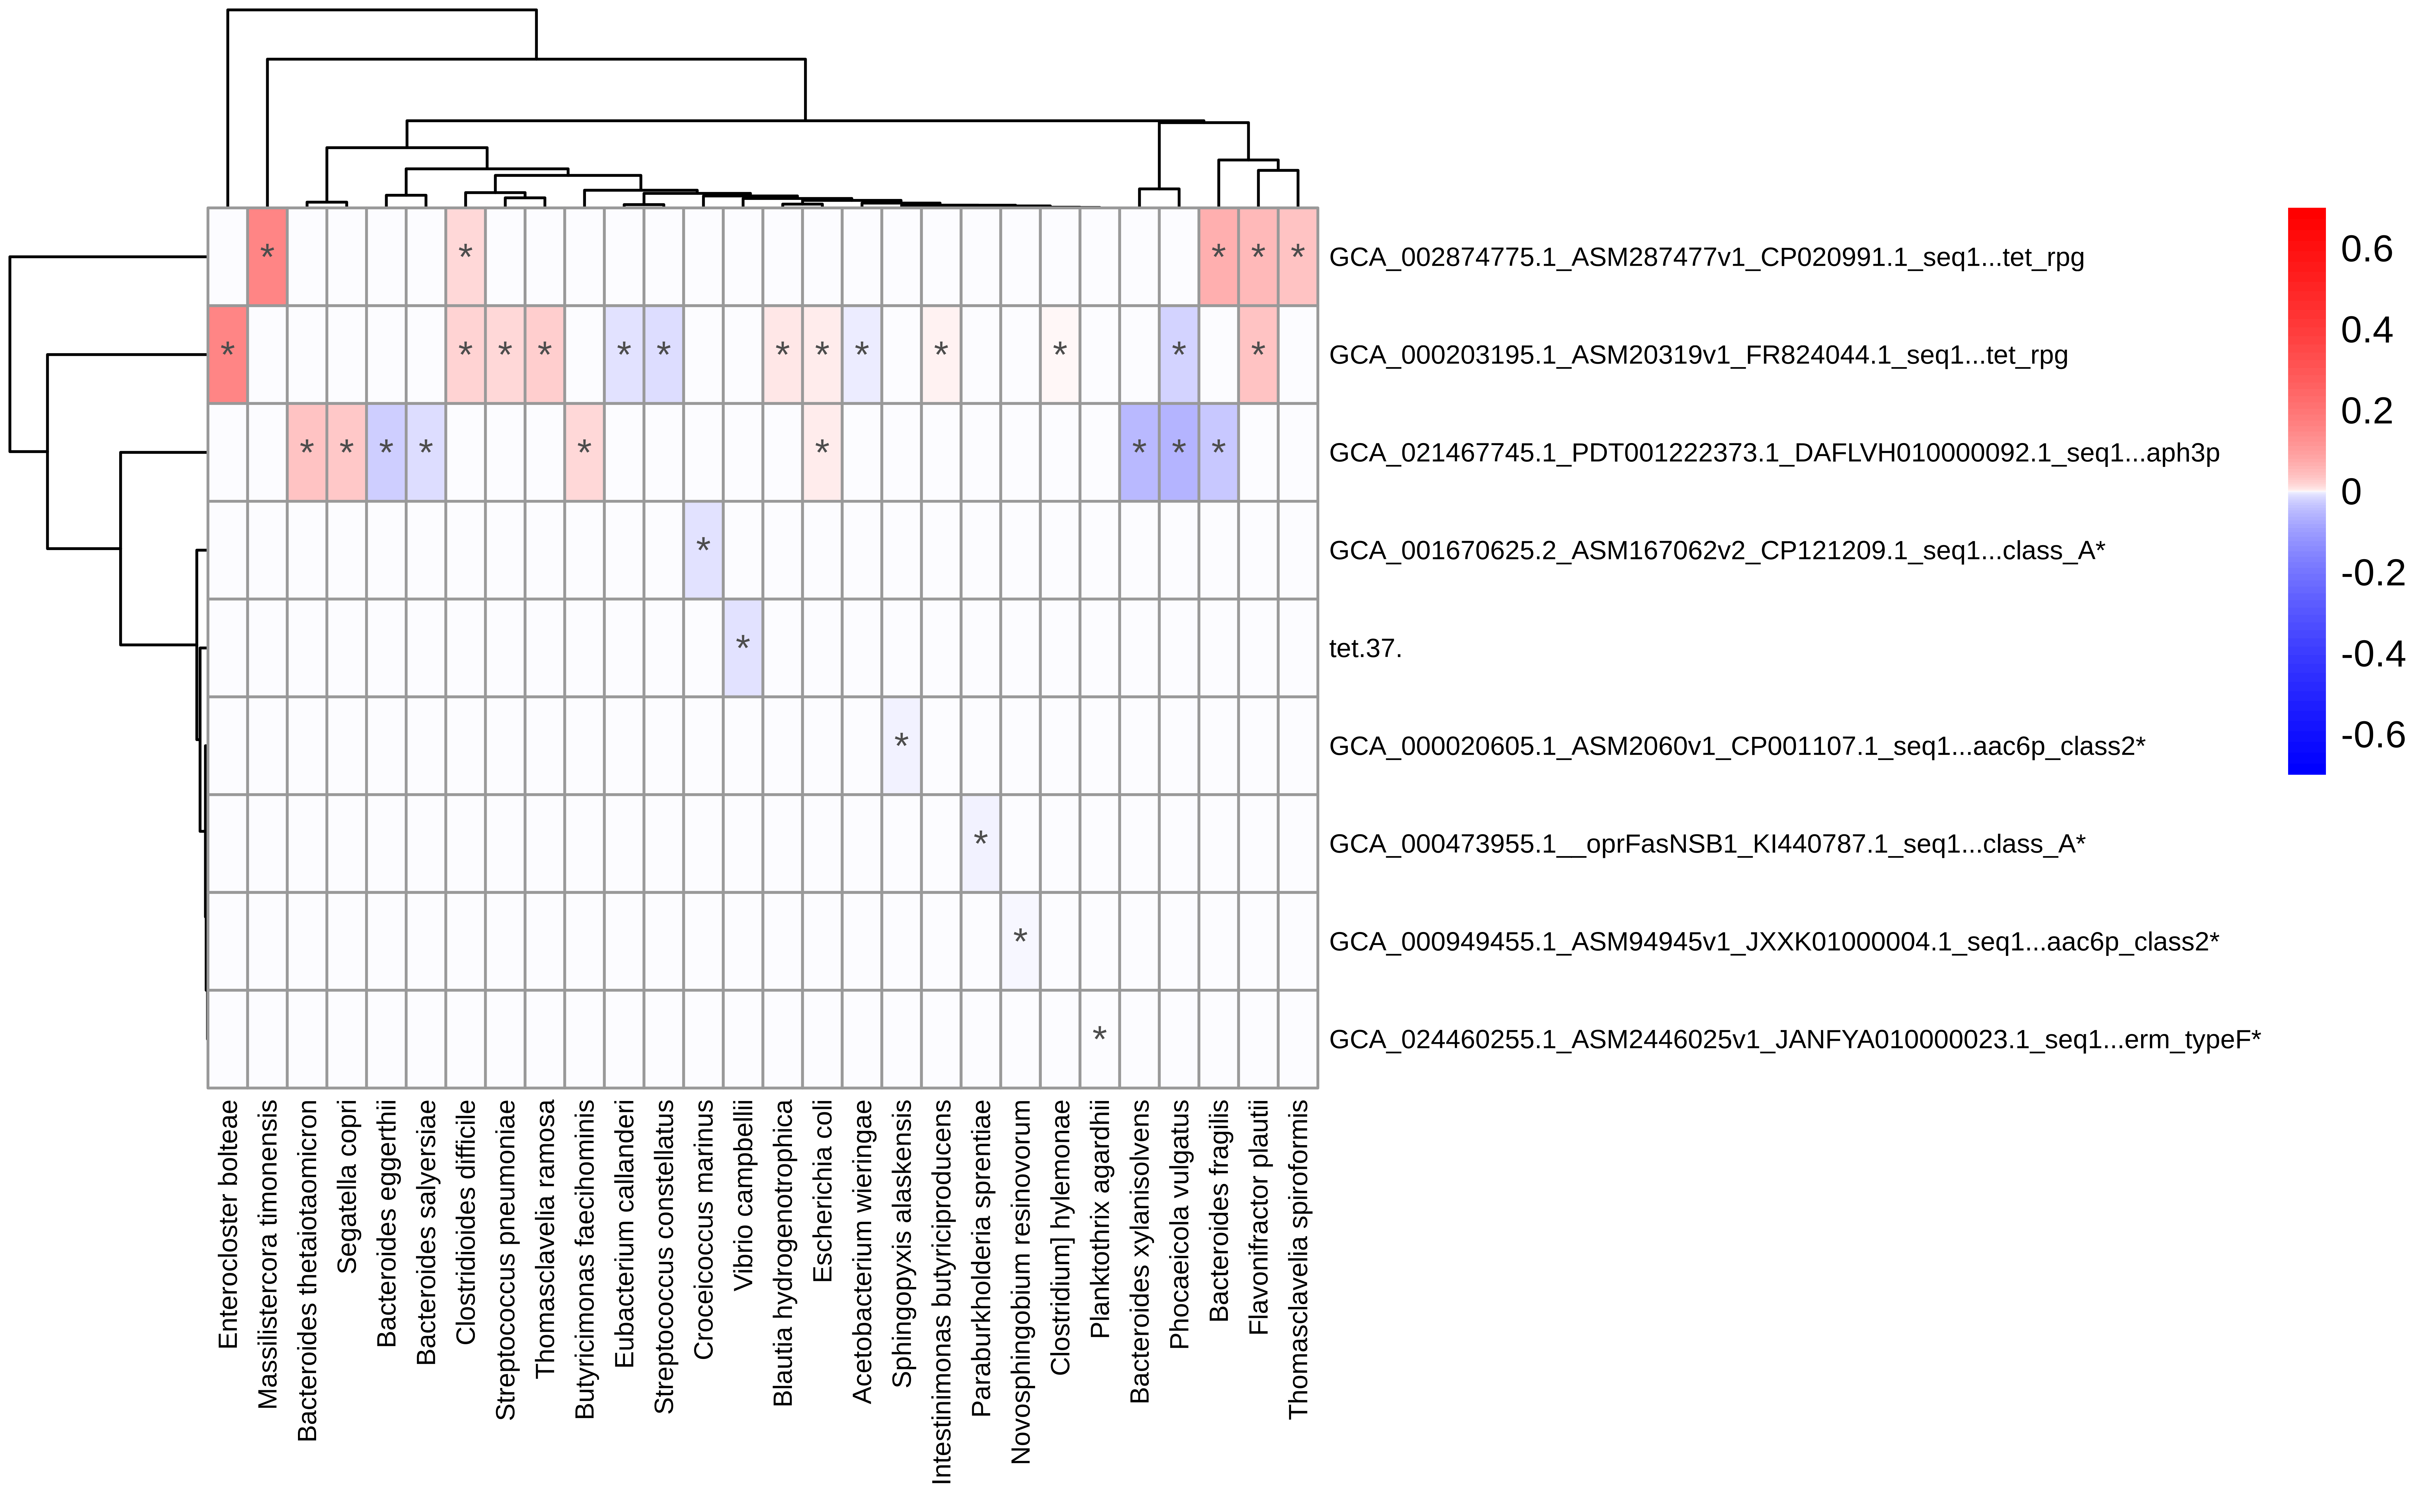 GCA_002874775.1_ASM287477v1_CP020991.1_seq1...tet_rpg
GCA_000203195.1_ASM20319v1_FR824044.1_seq1...tet_rpg
GCA_021467745.1_PDT001222373.1_DAFLVH010000092.1_seq1...aph3p
GCA_001670625.2_ASM167062v2_CP121209.1_seq1...class_A*
tet.37.
GCA_000020605.1_ASM2060v1_CP001107.1_seq1...aac6p_class2*
GCA_000473955.1__oprFasNSB1_KI440787.1_seq1...class_A*
GCA_000949455.1_ASM94945v1_JXXK01000004.1_seq1...aac6p_class2*
GCA_024460255.1_ASM2446025v1_JANFYA010000023.1_seq1...erm_typeF*
0.6
0.4
0.2
0
-0.2
-0.4
-0.6
Enterocloster bolteae
Massilistercora timonensis
Bacteroides thetaiotaomicron
Segatella copri
Bacteroides eggerthii
Bacteroides salyersiae
Clostridioides difficile
Streptococcus pneumoniae
Thomasclavelia ramosa
Butyricimonas faecihominis
Eubacterium callanderi
Streptococcus constellatus
Croceicoccus marinus
Vibrio campbellii
Blautia hydrogenotrophica
Escherichia coli
Acetobacterium wieringae
Sphingopyxis alaskensis
Intestinimonas butyriciproducens
Paraburkholderia sprentiae
Novosphingobium resinovorum
Clostridium] hylemonae
Planktothrix agardhii
Bacteroides xylanisolvens
Phocaeicola vulgatus
Bacteroides fragilis
Flavonifractor plautii
Thomasclavelia spiroformis